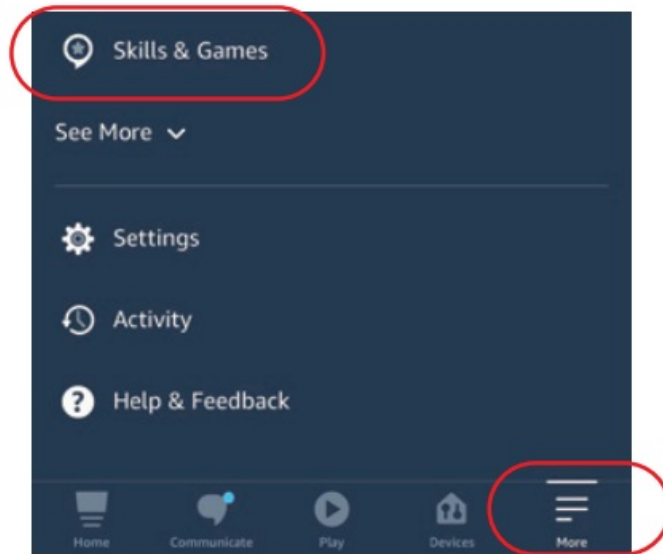 Skills & Games
See More
Settings
Activity
Help & Feedback
Home Communicate Play Devices More